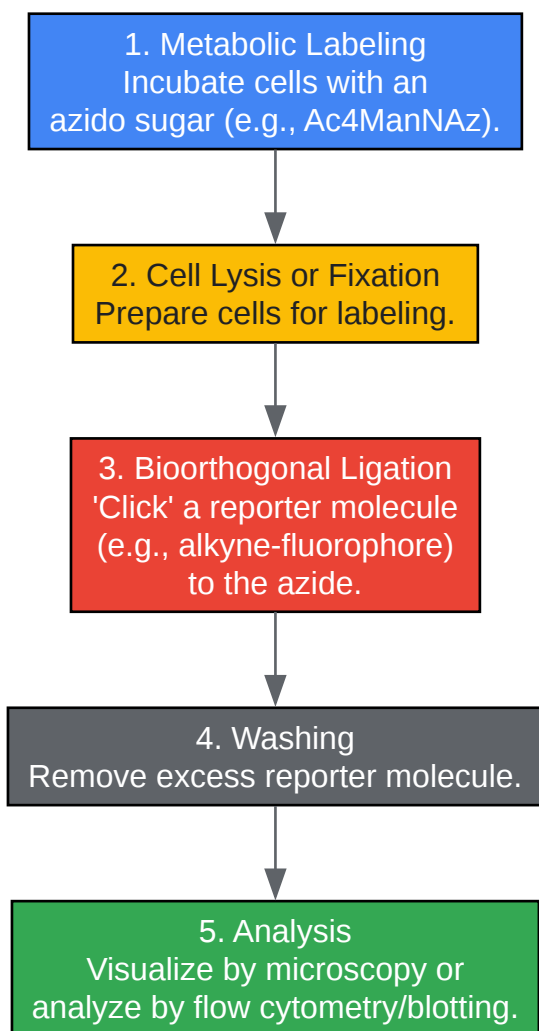 1. Metabolic Labeling
Incubate cells with an
azido sugar (e.g., Ac4ManNAz).
2. Cell Lysis or Fixation
Prepare cells for labeling.
3. Bioorthogonal Ligation
'Click' a reporter molecule
(e.g., alkyne-fluorophore)
to the azide.
4. Washing
Remove excess reporter molecule.
5. Analysis
Visualize by microscopy or
analyze by flow cytometry/blotting.